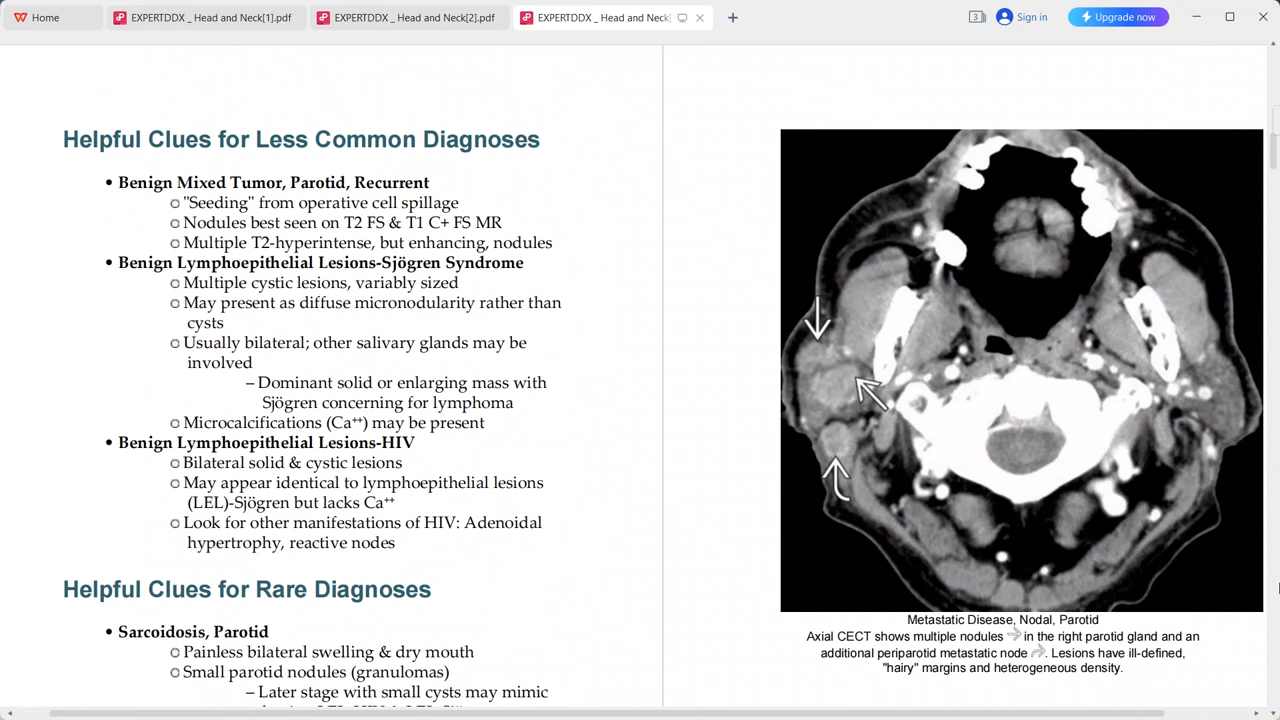 Home
EXPERTDDX _ Head and Neck[1].pdf
EXPERTDDX _ Head and Neck[2].pdf
EXPERTDDX _ Head and Neck[
3
Sign in
Upgrade now
Helpful Clues for Less Common Diagnoses
• Benign Mixed Tumor, Parotid, Recurrent
○ "Seeding" from operative cell spillage
○ Nodules best seen on T2 FS & T1 C+ FS MR
○ Multiple T2-hyperintense, but enhancing, nodules
• Benign Lymphoepithelial Lesions-Sjögren Syndrome
○ Multiple cystic lesions, variably sized
○ May present as diffuse micronodularity rather than
cysts
○ Usually bilateral; other salivary glands may be
involved
– Dominant solid or enlarging mass with
Sjögren concerning for lymphoma
○ Microcalcifications (Ca⁺⁺) may be present
• Benign Lymphoepithelial Lesions-HIV
○ Bilateral solid & cystic lesions
○ May appear identical to lymphoepithelial lesions
(LEL)-Sjögren but lacks Ca⁺⁺
○ Look for other manifestations of HIV: Adenoidal
hypertrophy, reactive nodes
Helpful Clues for Rare Diagnoses
• Sarcoidosis, Parotid
○ Painless bilateral swelling & dry mouth
○ Small parotid nodules (granulomas)
– Later stage with small cysts may mimic
Metastatic Disease, Nodal, Parotid
Axial CECT shows multiple nodules in the right parotid gland and an
additional periparotid metastatic node . Lesions have ill-defined,
"hairy" margins and heterogeneous density.